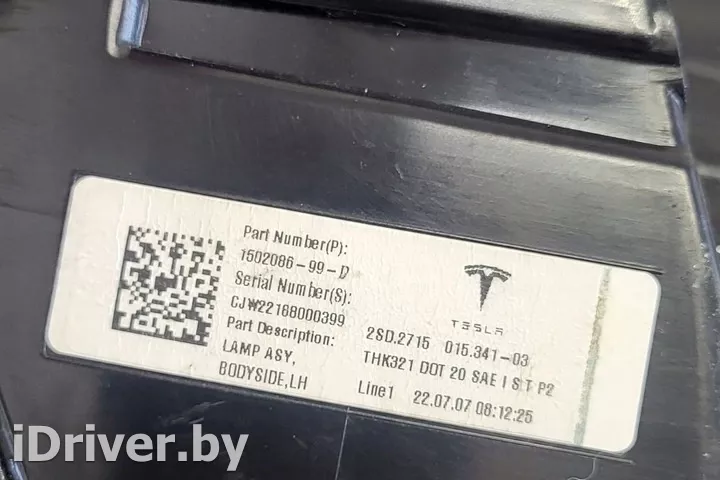 Part Number(P):
1502086-99-D
Serial Number(S):
CJW22188000399
Part Description:
LAMP ASY,
BODYSIDE,LH
TESLA
2SD.2715 015.341-03
THK321 DOT 20 SAE I S T P2
Line1 22.07.07 08:12:25
iDriver.by